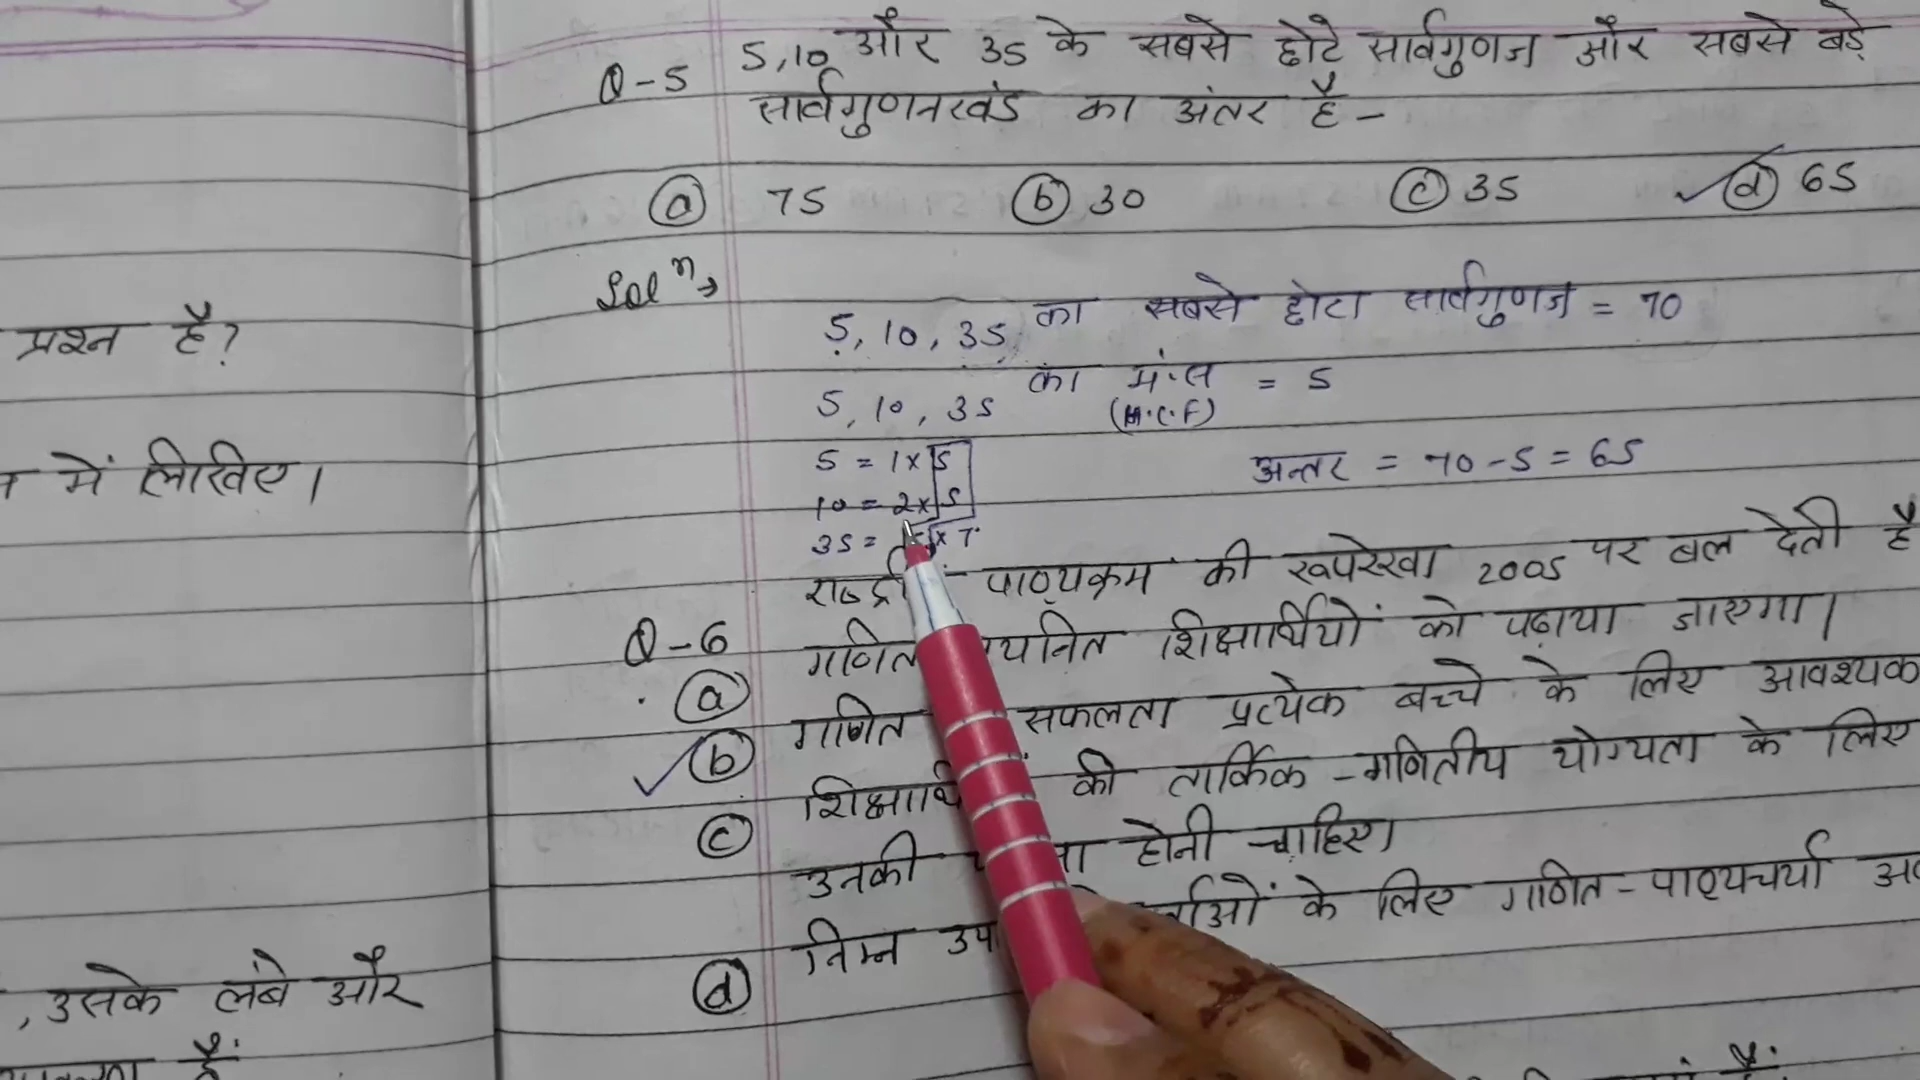 प्रश्न है?
में लिखिए।
, उसके लंबे और
हैं
Q-5 5,10 और 35 के सबसे छोटे सार्वगुणज और सबसे बड़े
सार्वगुणनखंड का अंतर है-
(a) 75 (b) 30 (c) 35 ✓(d) 65
Solⁿ→
5, 10, 35 का सबसे छोटा सार्वगुणज = 70
5, 10, 35 का म.स = 5
(H.C.F)
5 = 1×5
अन्तर = 70-5 = 65
10 = 2×5
35 = ×7
Q-6 पाठ्यक्रम की रूपरेखा 2005 पर बल देती है
(a) गणित शिक्षार्थियों को पढ़ाया जाएगा।
✓(b) गणित सफलता प्रत्येक बच्चे के लिए आवश्यक
(c) की तार्किक-गणितीय योग्यता के लिए
उनकी होनी चाहिए।
(d) निम्न के लिए गणित-पाठ्यचर्या